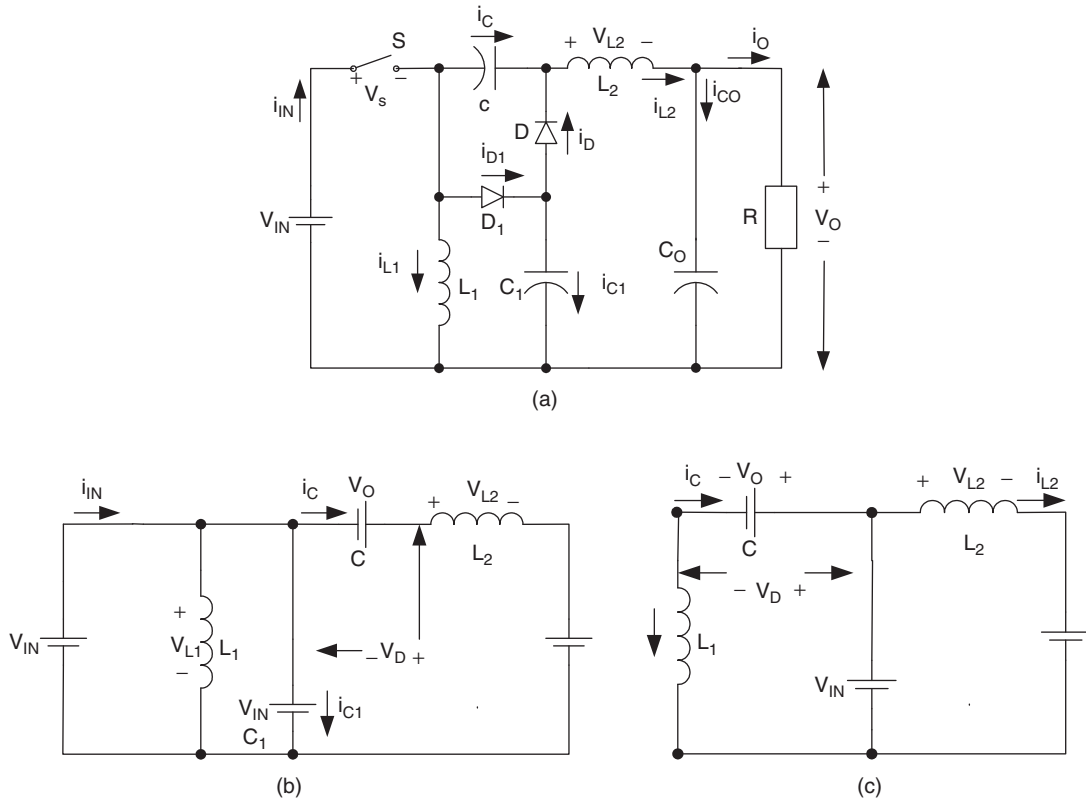 i_C
S
+ V_L2 −
i_O
+ −
V_s
c
L_2
i_L2
i_CO
i_IN
D
i_D
i_D1
D_1
V_IN
R
+
V_O
−
C_O
i_L1
L_1
C_1
i_C1
(a)
i_IN
i_C
V_O
+ V_L2 −
C
L_2
V_IN
+
V_L1
−
L_1
− V_D +
V_IN
C_1
i_C1
(b)
i_C
− V_O +
+ V_L2 −
i_L2
C
L_2
− V_D +
L_1
V_IN
(c)